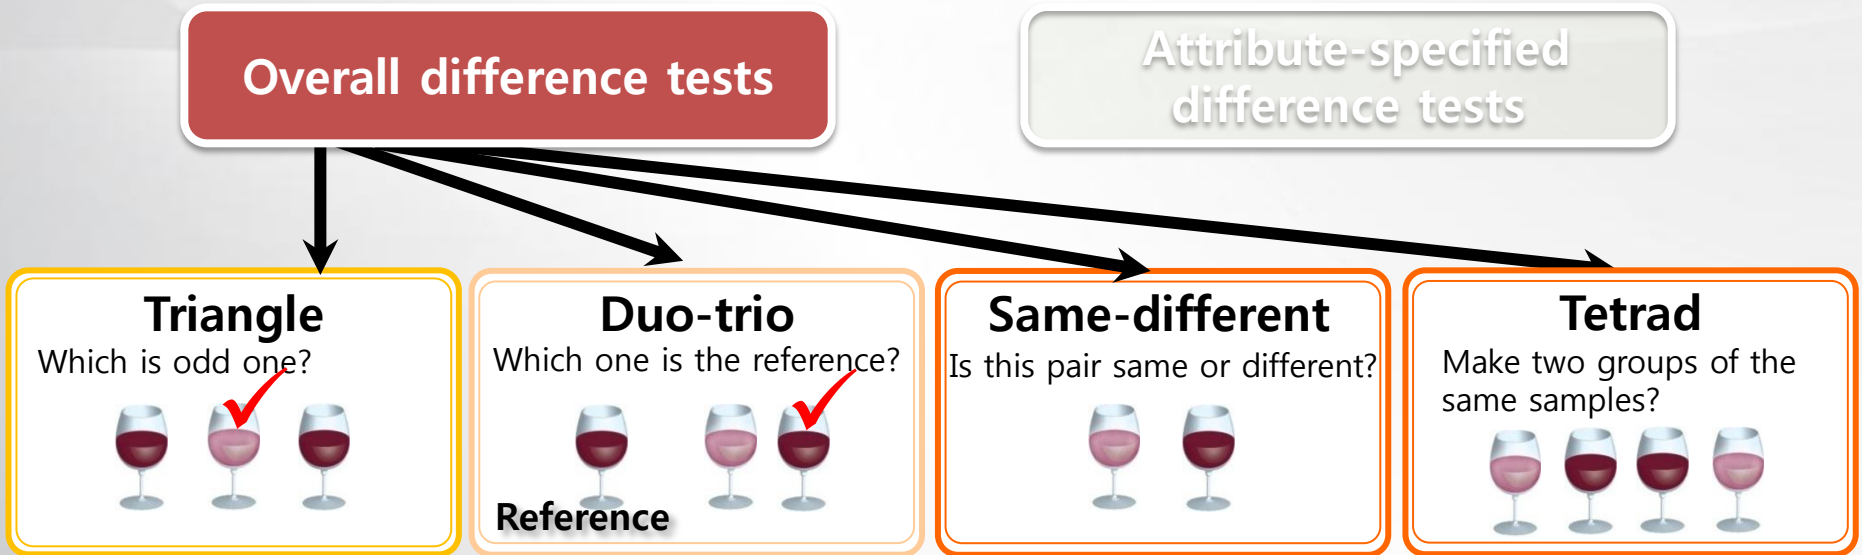 Overall difference tests
Attribute-specified
difference tests
Triangle
Which is odd one?
Duo-trio
Which one is the reference?
Reference
Same-different
Is this pair same or different?
Tetrad
Make two groups of the
same samples?